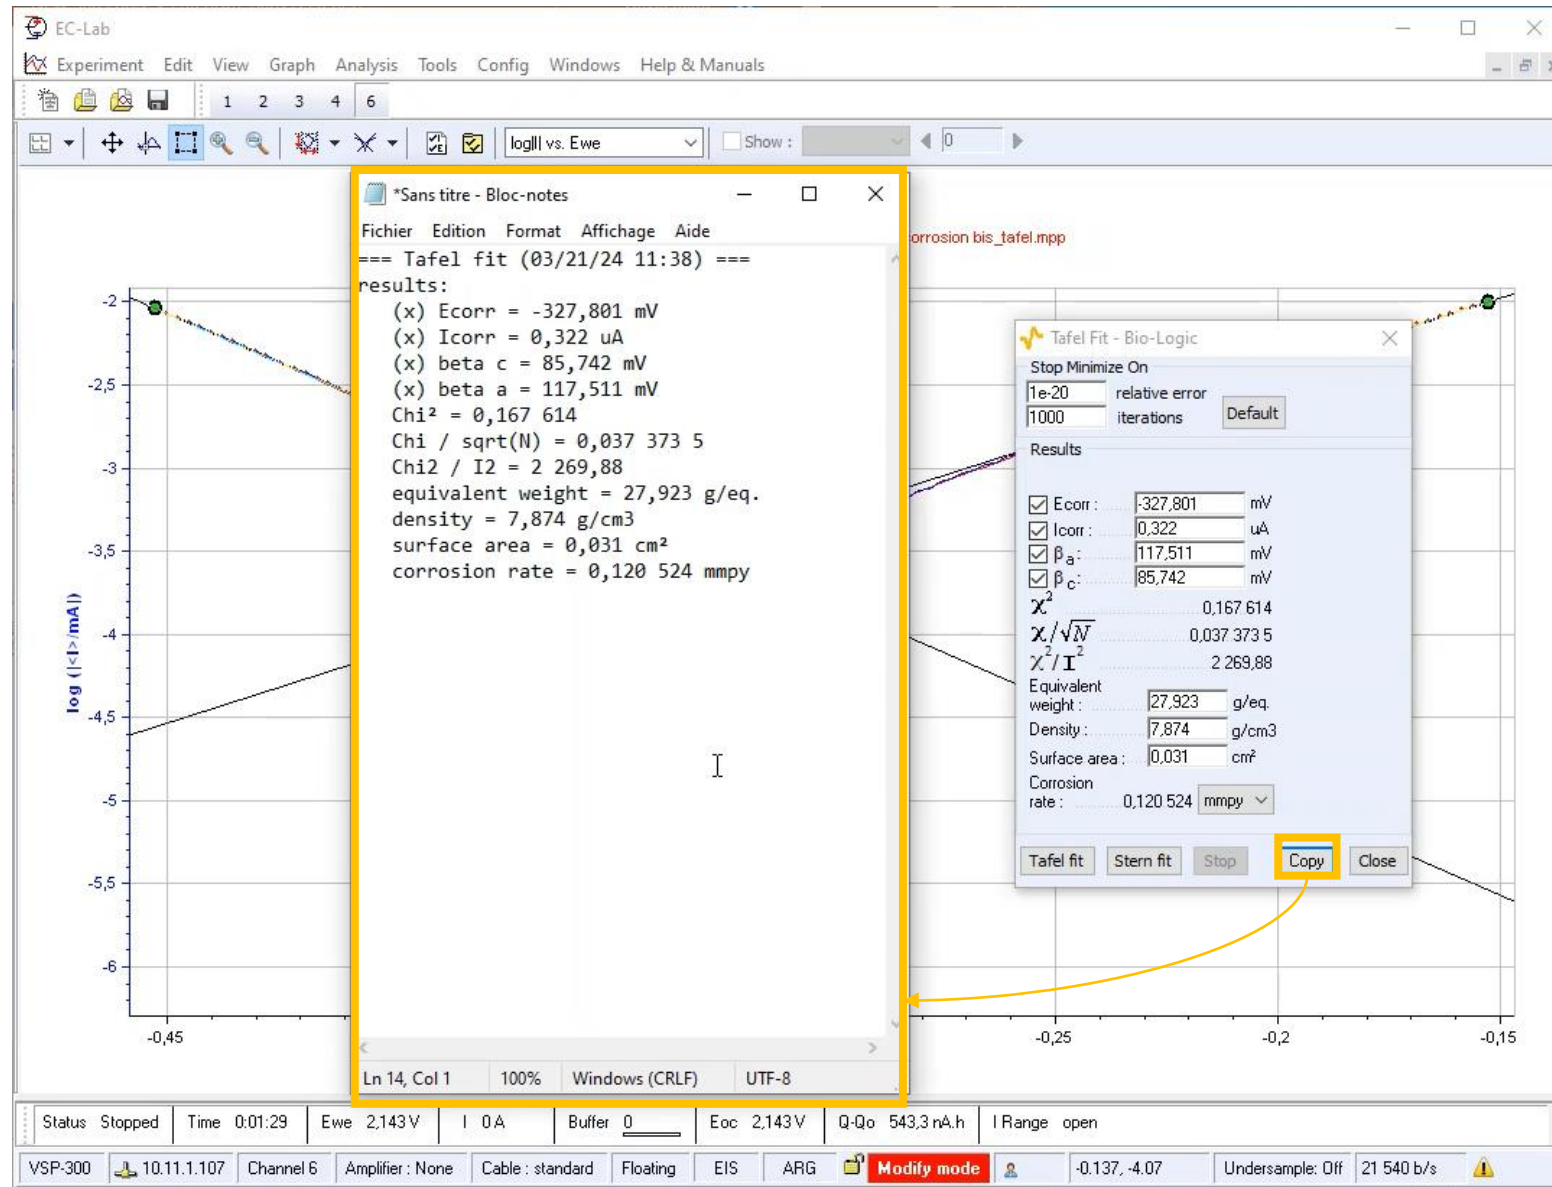 EC-Lab
Experiment Edit View Graph Analysis Tools Config Windows Help & Manuals
1 2 3 4 6
log|I| vs. Ewe Show : 0
*Sans titre - Bloc-notes
Fichier Edition Format Affichage Aide
=== Tafel fit (03/21/24 11:38) ===
results:
(x) Ecorr = -327,801 mV
(x) Icorr = 0,322 uA
(x) beta c = 85,742 mV
(x) beta a = 117,511 mV
Chi² = 0,167 614
Chi / sqrt(N) = 0,037 373 5
Chi2 / I2 = 2 269,88
equivalent weight = 27,923 g/eq.
density = 7,874 g/cm3
surface area = 0,031 cm²
corrosion rate = 0,120 524 mmpy
Ln 14, Col 1 100% Windows (CRLF) UTF-8
orrosion bis_tafel.mpp
log (|<I>/mA|)
-2
-2,5
-3
-3,5
-4
-4,5
-5
-5,5
-6
-0,45 -0,25 -0,2 -0,15
Tafel Fit - Bio-Logic
Stop Minimize On
1e-20 relative error
1000 iterations Default
Results
Ecorr : -327,801 mV
Icorr : 0,322 uA
βa: 117,511 mV
βc: 85,742 mV
χ² 0,167 614
χ/√N 0,037 373 5
χ²/I² 2 269,88
Equivalent
weight : 27,923 g/eq.
Density : 7,874 g/cm3
Surface area : 0,031 cm²
Corrosion
rate : 0,120 524 mmpy
Tafel fit Stern fit Stop Copy Close
Status Stopped Time 0:01:29 Ewe 2,143 V I 0 A Buffer 0 Eoc 2,143 V Q-Qo 543,3 nA.h I Range open
VSP-300 10.11.1.107 Channel 6 Amplifier : None Cable : standard Floating EIS ARG Modify mode -0.137, -4.07 Undersample: Off 21 540 b/s